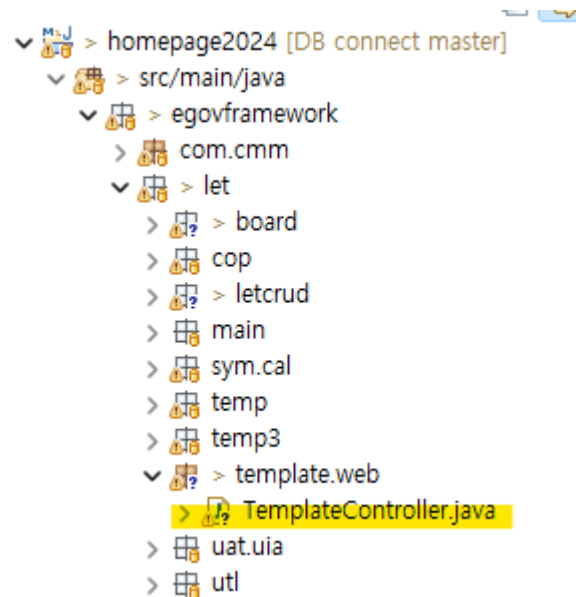 > homepage2024 [DB connect master]
> src/main/java
> egovframework
> com.cmm
> let
> > board
> cop
> > letcrud
> main
> sym.cal
> temp
> temp3
> template.web
> TemplateController.java
> uat.uia
> utl